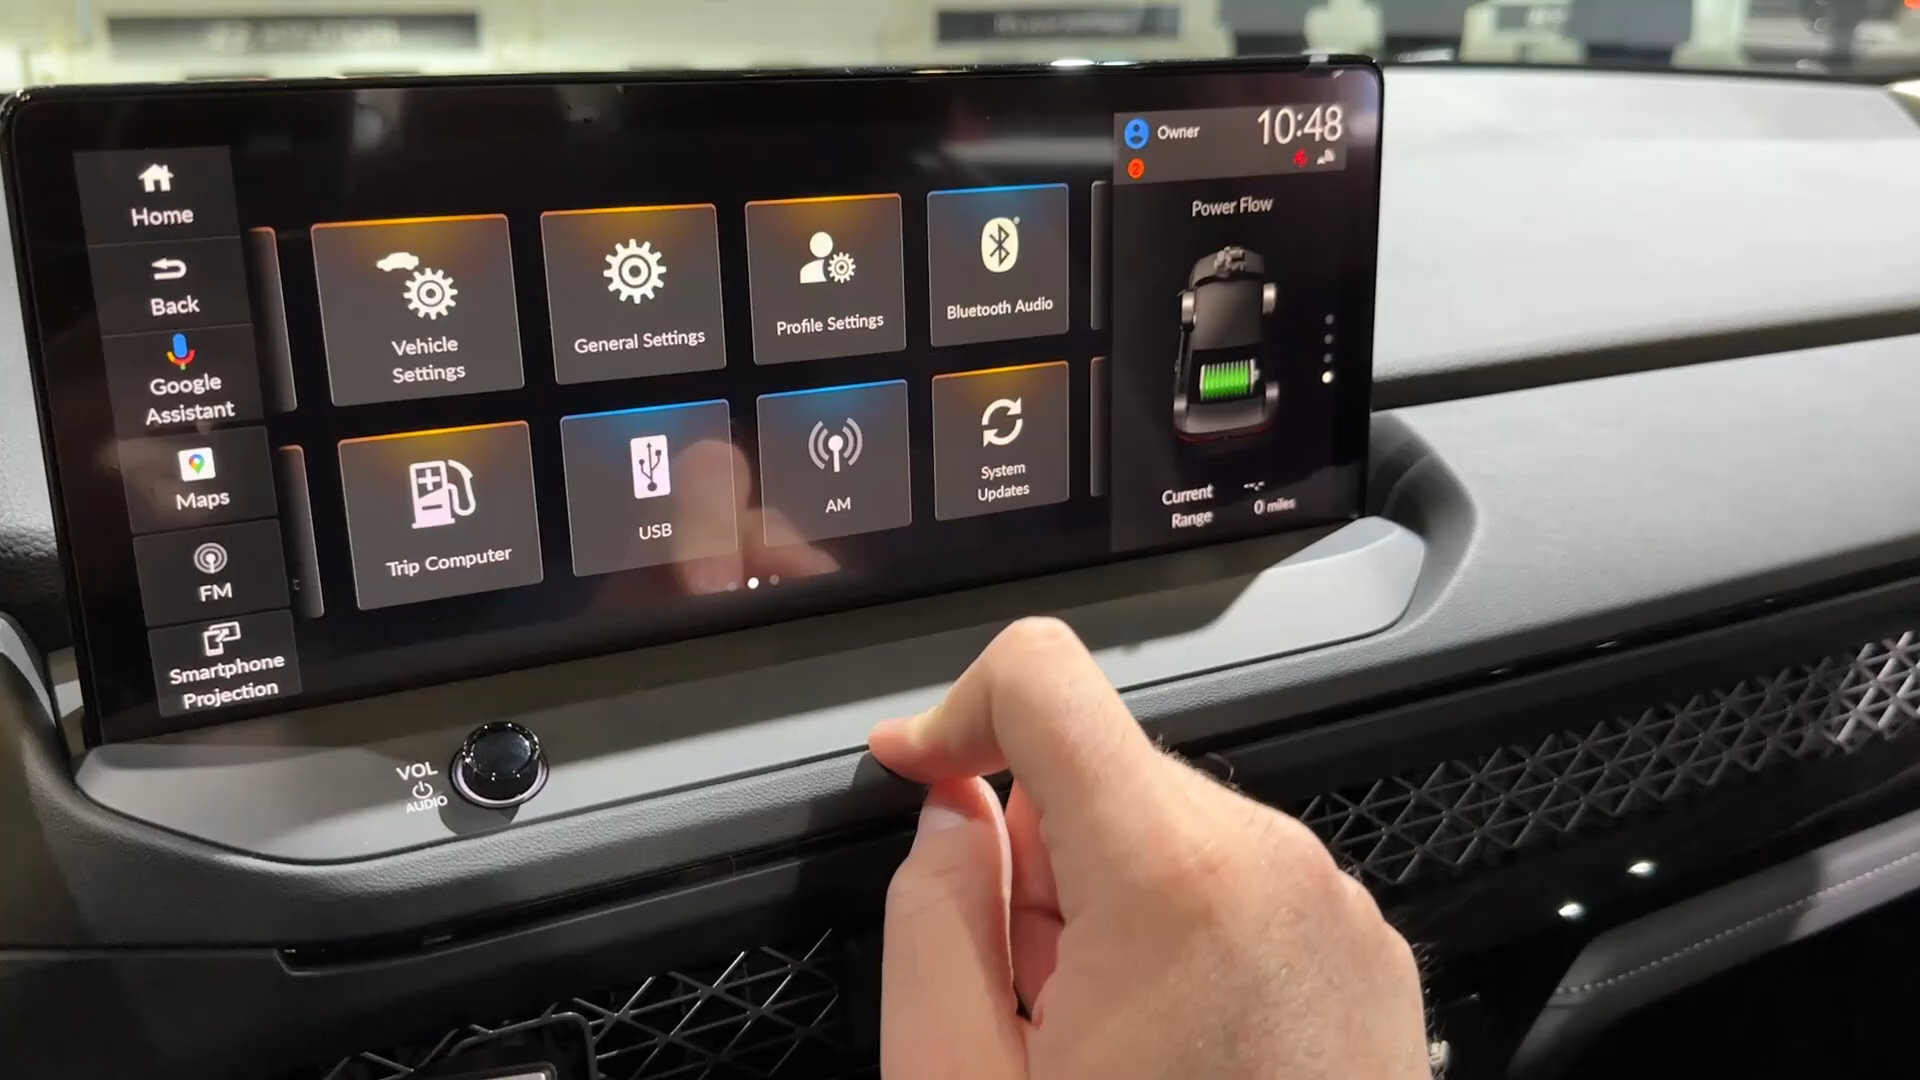 Home
Back
Google
Assistant
Maps
FM
Smartphone
Projection
Vehicle
Settings
General Settings
Profile Settings
Bluetooth Audio
Trip Computer
USB
AM
System
Updates
Owner
10:48
2
Power Flow
Current
Range
--.-
0 miles
VOL
AUDIO